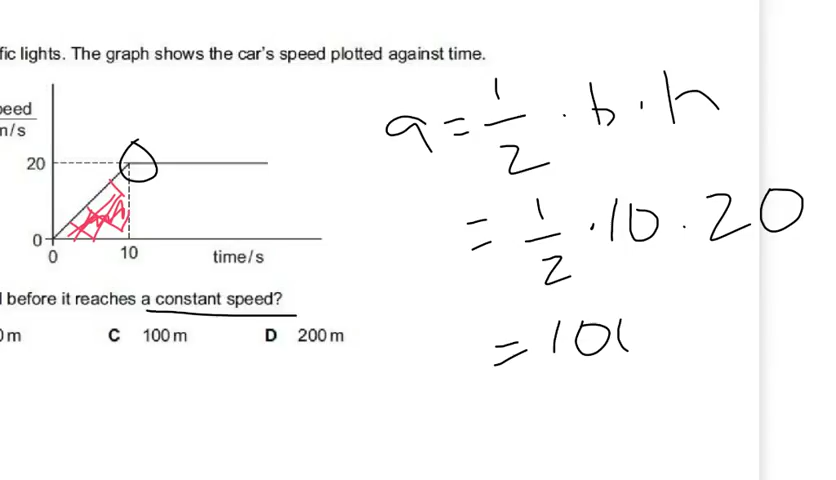 fic lights. The graph shows the car's speed plotted against time.
peed
n/s
20
0
0
10
time/s
l before it reaches a constant speed?
0 m
C 100 m
D 200 m
a = 1/2 · b · h
= 1/2 · 10 · 20
= 10(